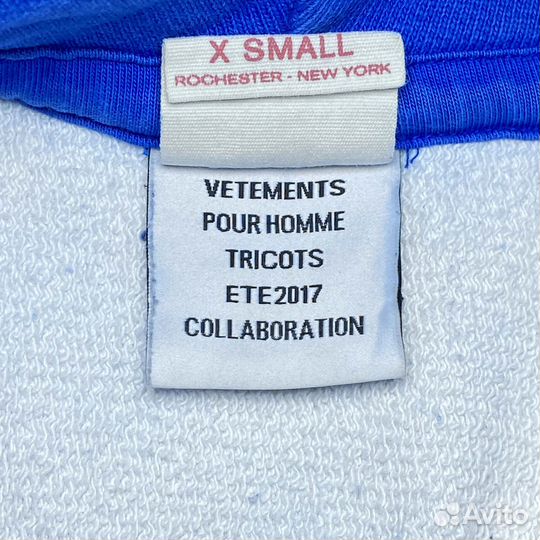 X SMALL
ROCHESTER - NEW YORK
VETEMENTS
POUR HOMME
TRICOTS
ETE2017
COLLABORATION
Avito